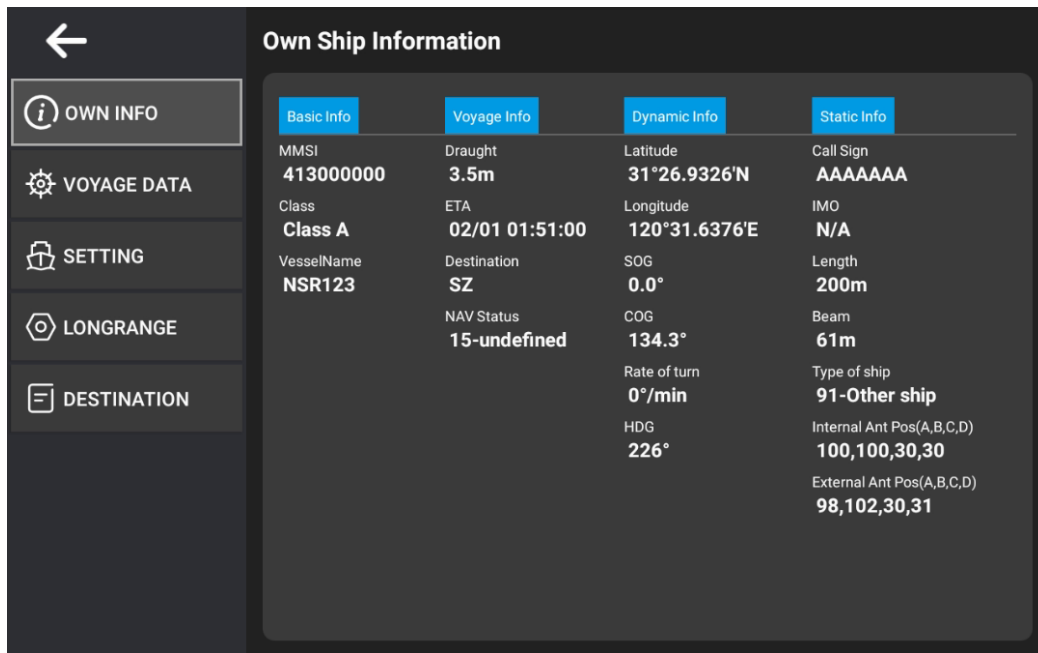 Own Ship Information
OWN INFO
VOYAGE DATA
SETTING
LONGRANGE
DESTINATION
Basic Info
MMSI
413000000
Class
Class A
VesselName
NSR123
Voyage Info
Draught
3.5m
ETA
02/01 01:51:00
Destination
SZ
NAV Status
15-undefined
Dynamic Info
Latitude
31°26.9326'N
Longitude
120°31.6376'E
SOG
0.0°
COG
134.3°
Rate of turn
0°/min
HDG
226°
Static Info
Call Sign
AAAAAAA
IMO
N/A
Length
200m
Beam
61m
Type of ship
91-Other ship
Internal Ant Pos(A,B,C,D)
100,100,30,30
External Ant Pos(A,B,C,D)
98,102,30,31